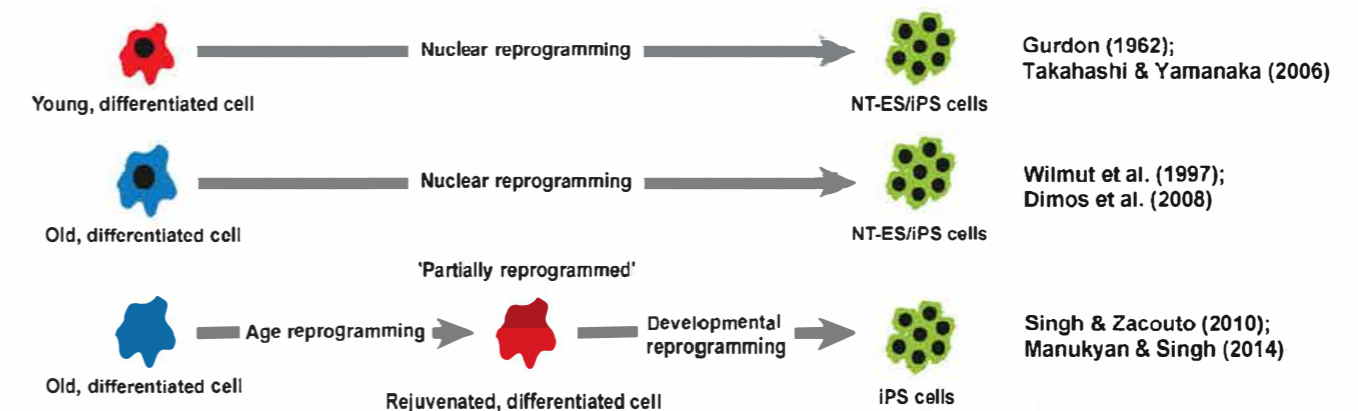 Nuclear reprogramming
Gurdon (1962);
Takahashi & Yamanaka (2006)
Young, differentiated cell
NT-ES/iPS cells
Nuclear reprogramming
Wilmut et al. (1997);
Dimos et al. (2008)
Old, differentiated cell
NT-ES/iPS cells
'Partially reprogrammed'
Age reprogramming
Developmental
reprogramming
Singh & Zacouto (2010);
Manukyan & Singh (2014)
Old, differentiated cell
Rejuvenated, differentiated cell
iPS cells